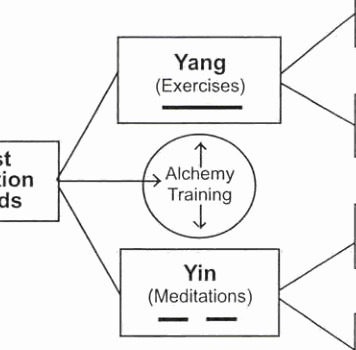 Yang
(Exercises)
Alchemy
Training
Yin
(Meditations)